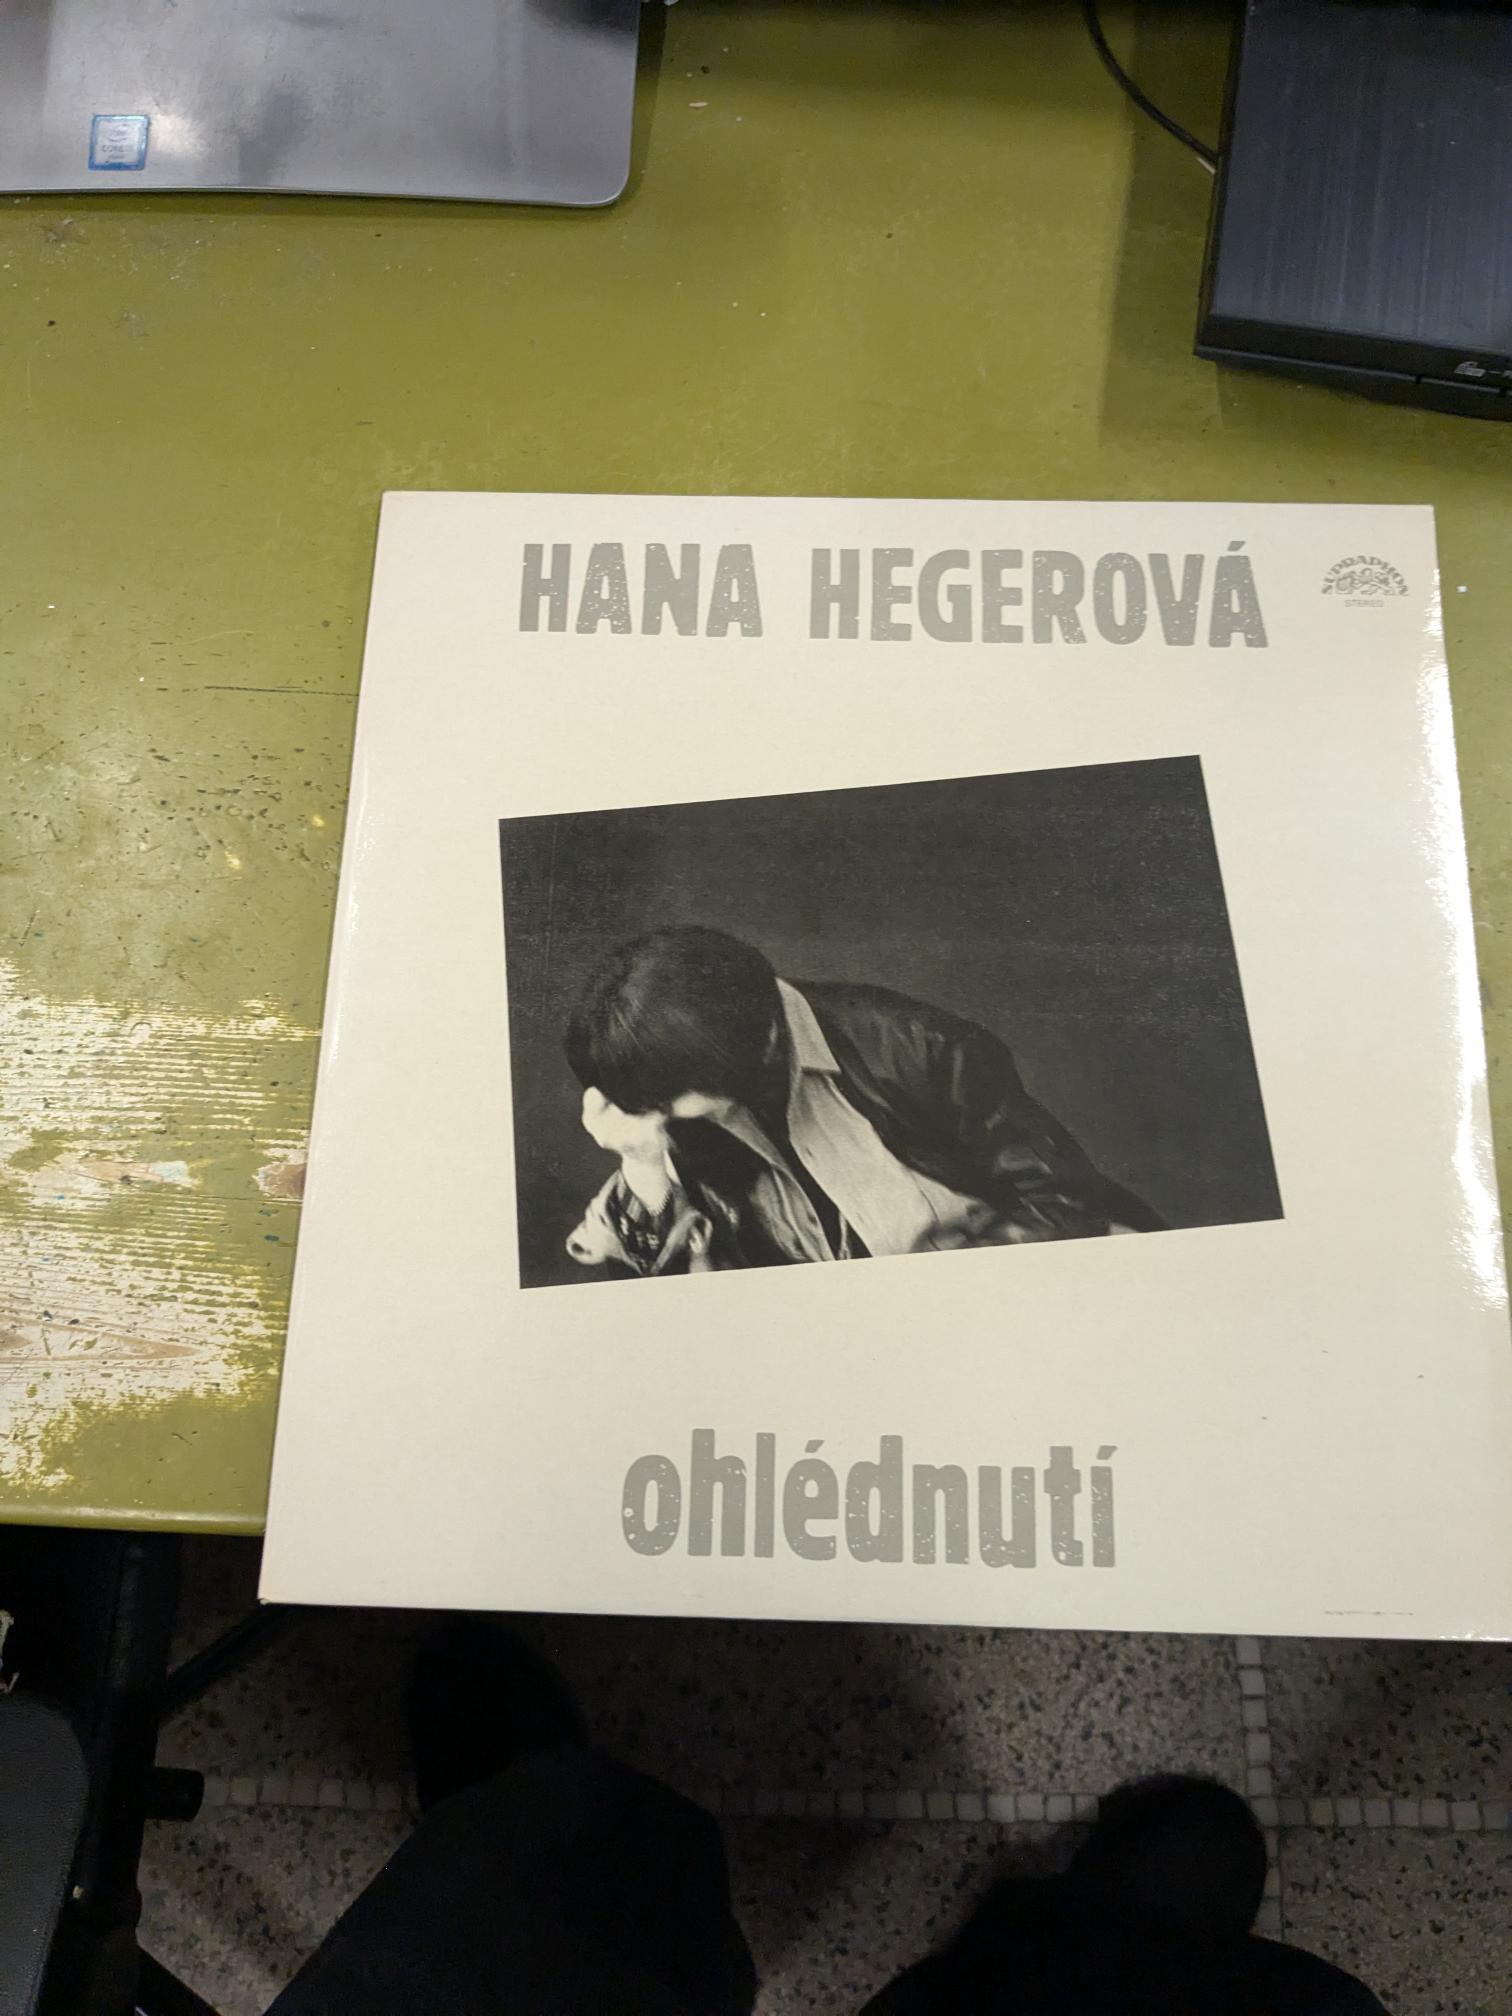 HANA HEGEROVÁ
SUPRAPHON
STEREO
ohlédnutí